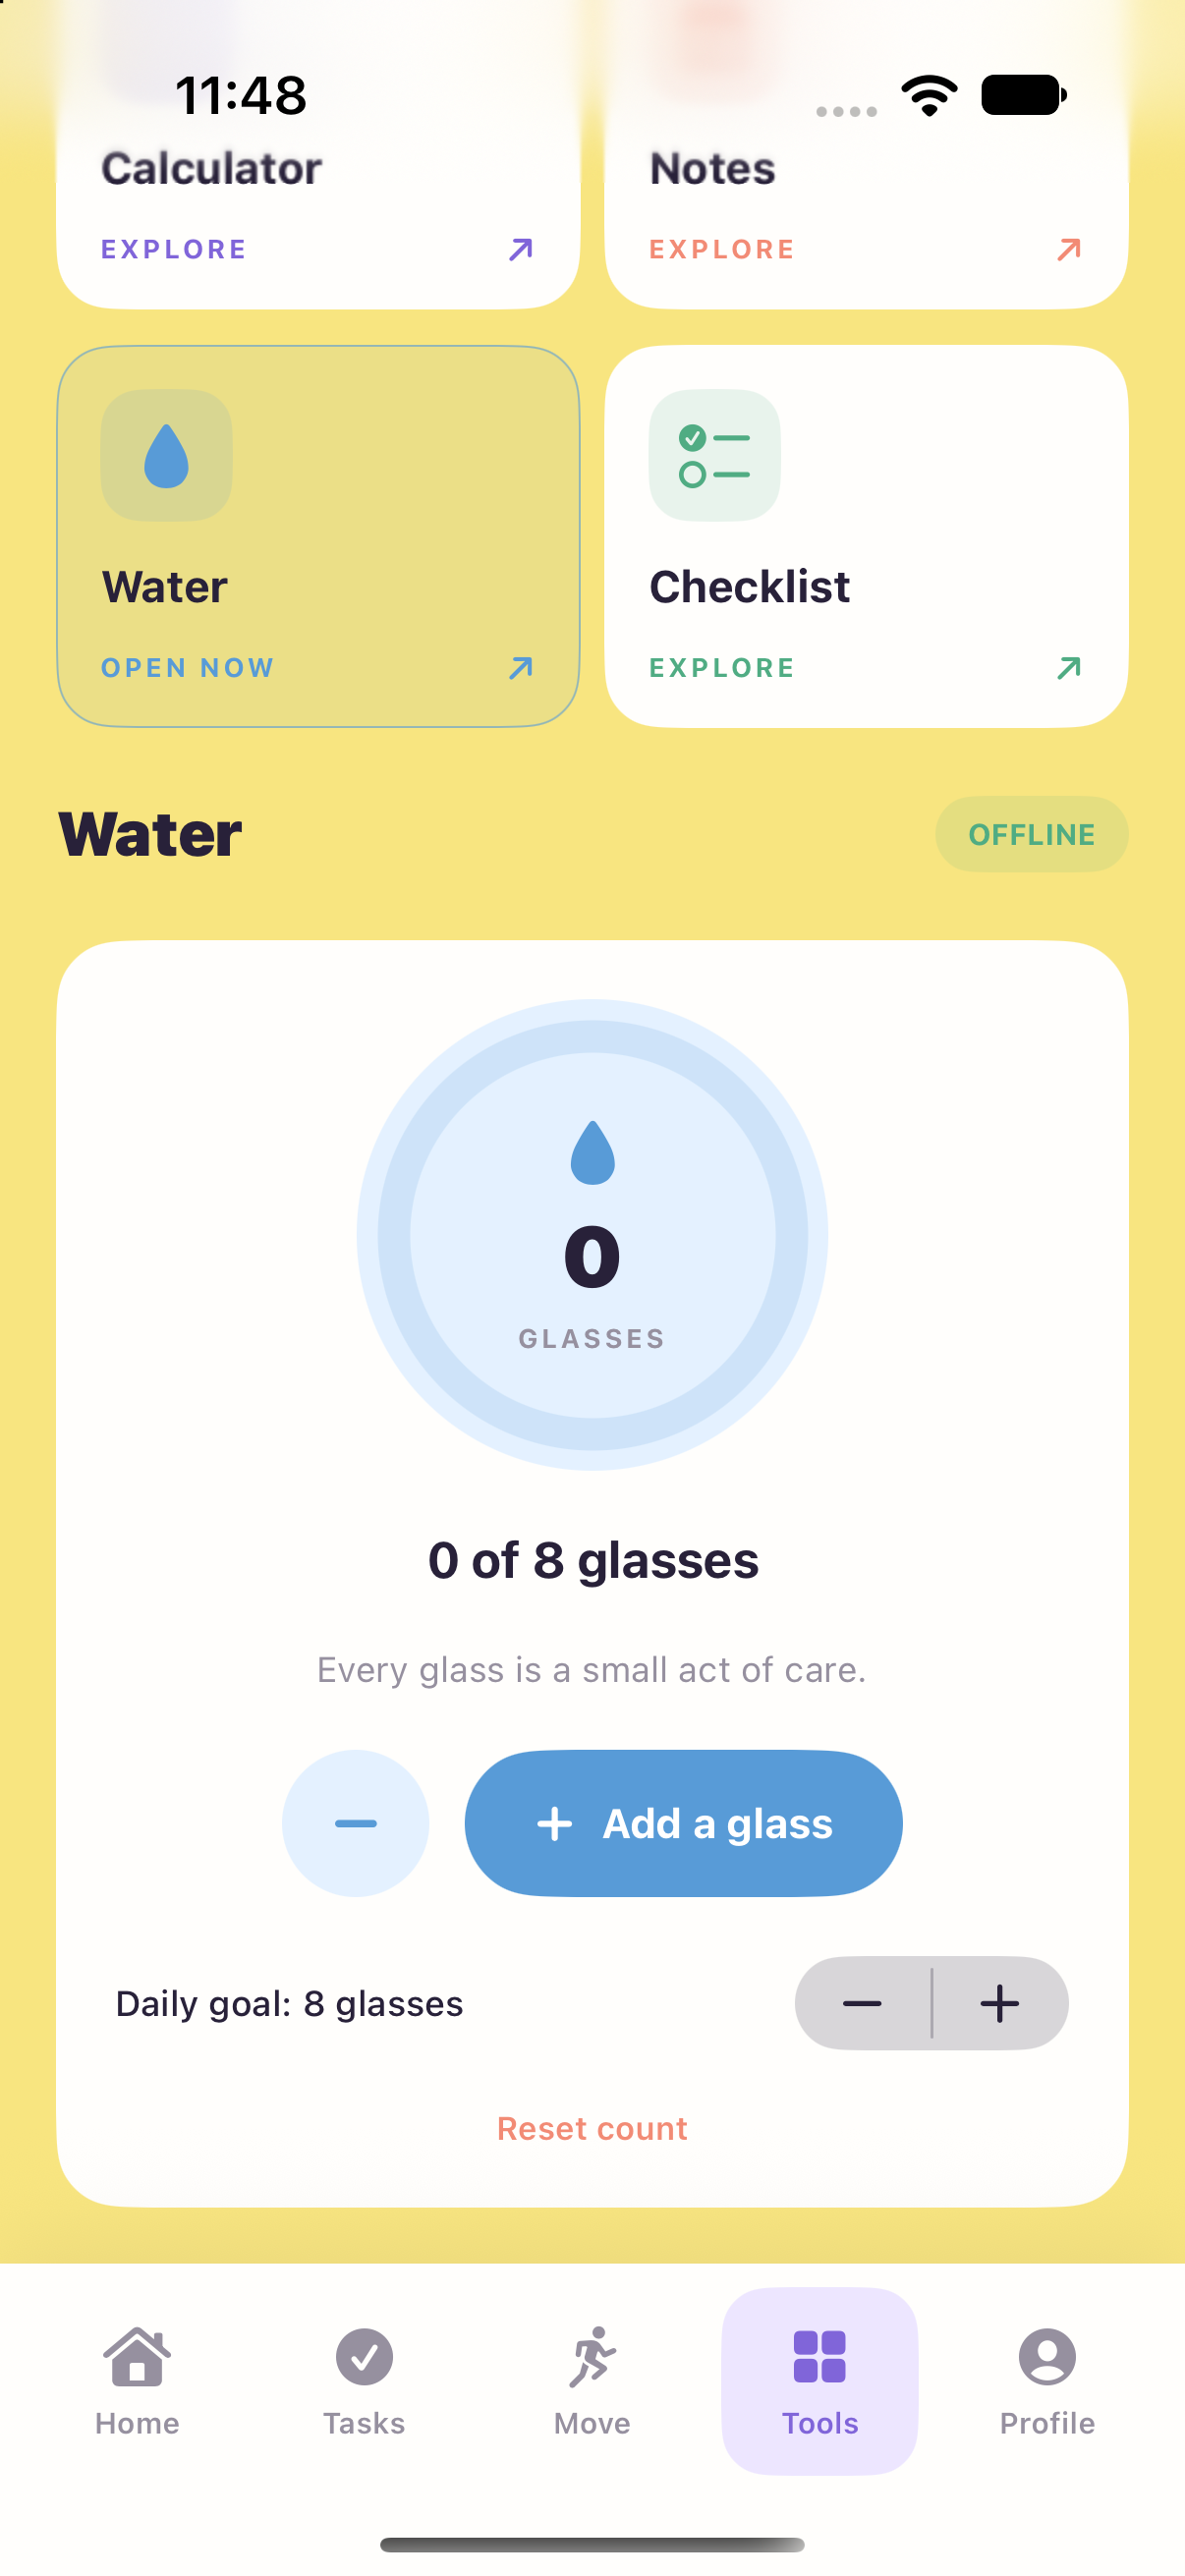 11:48
Calculator
Notes
EXPLORE
EXPLORE
Water
Checklist
OPEN NOW
EXPLORE
Water
OFFLINE
0
GLASSES
0 of 8 glasses
Every glass is a small act of care.
Add a glass
Daily goal: 8 glasses
Reset count
Home
Tasks
Move
Tools
Profile